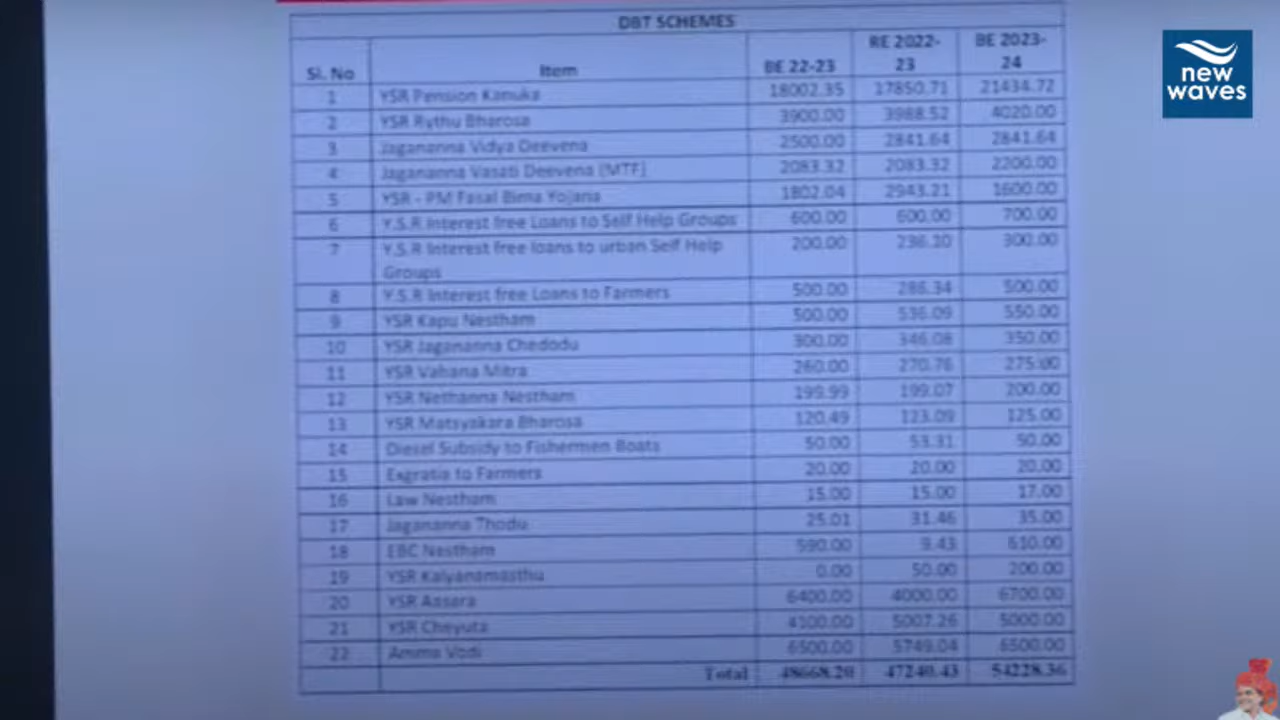 DBT SCHEMES
Sl. No Item BE 22-23 RE 2022-23 BE 2023-24
1 YSR Pension Kanuka 18002.35 17850.71 21434.72
2 YSR Rythu Bharosa 3900.00 3988.52 4020.00
3 Jagananna Vidya Deevena 2500.00 2841.64 2841.64
4 Jagananna Vasati Deevena (MTF) 2083.32 2083.32 2200.00
5 YSR - PM Fasal Bima Yojana 1802.04 2943.21 1600.00
6 Y.S.R Interest free Loans to Self Help Groups 600.00 600.00 700.00
7 Y.S.R Interest free loans to urban Self Help 200.00 236.10 300.00
Groups
8 Y.S.R Interest free Loans to Farmers 500.00 286.34 500.00
9 YSR Kapu Nestham 500.00 536.09 550.00
10 YSR Jagananna Chedodu 300.00 346.08 350.00
11 YSR Vahana Mitra 260.00 270.76 275.00
12 YSR Nethanna Nestham 199.99 199.07 200.00
13 YSR Matsyakara Bharosa 120.49 123.09 125.00
14 Diesel Subsidy to Fishermen Boats 50.00 53.31 50.00
15 Exgratia to Farmers 20.00 20.00 20.00
16 Law Nestham 15.00 15.00 17.00
17 Jagananna Thodu 25.01 31.46 35.00
18 EBC Nestham 590.00 9.43 610.00
19 YSR Kalyanamasthu 0.00 50.00 200.00
20 YSR Assara 6400.00 4000.00 6700.00
21 YSR Cheyuta 4100.00 5007.26 5000.00
22 Amma Vodi 6500.00 5749.04 6500.00
Total 48668.20 47240.43 54228.36
new
waves